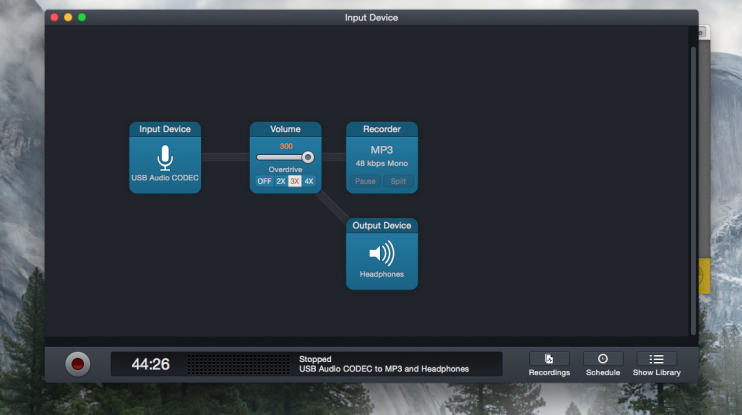 Input Device
Input Device
USB Audio CODEC
Volume
300
Overdrive
OFF 2X 3X 4X
Recorder
MP3
48 kbps Mono
Pause Split
Output Device
Headphones
44:26
Stopped
USB Audio CODEC to MP3 and Headphones
Recordings
Schedule
Show Library